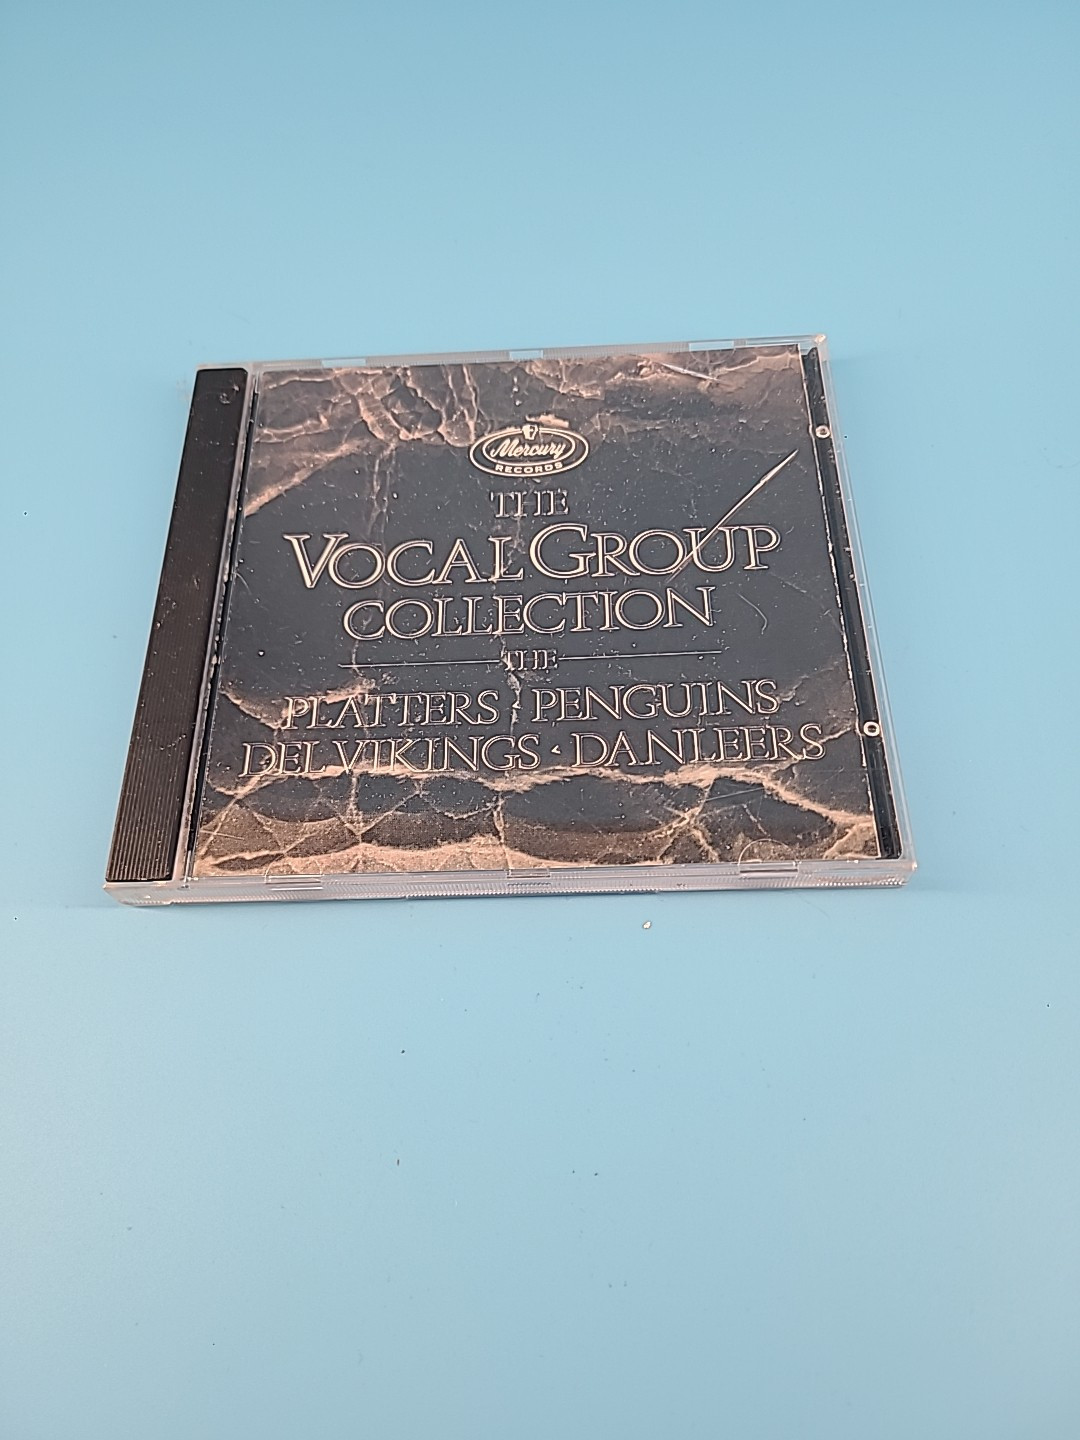 Mercury
RECORDS
THE
VOCAL GROUP
COLLECTION
THE
PLATTERS · PENGUINS
DEL VIKINGS · DANLEERS